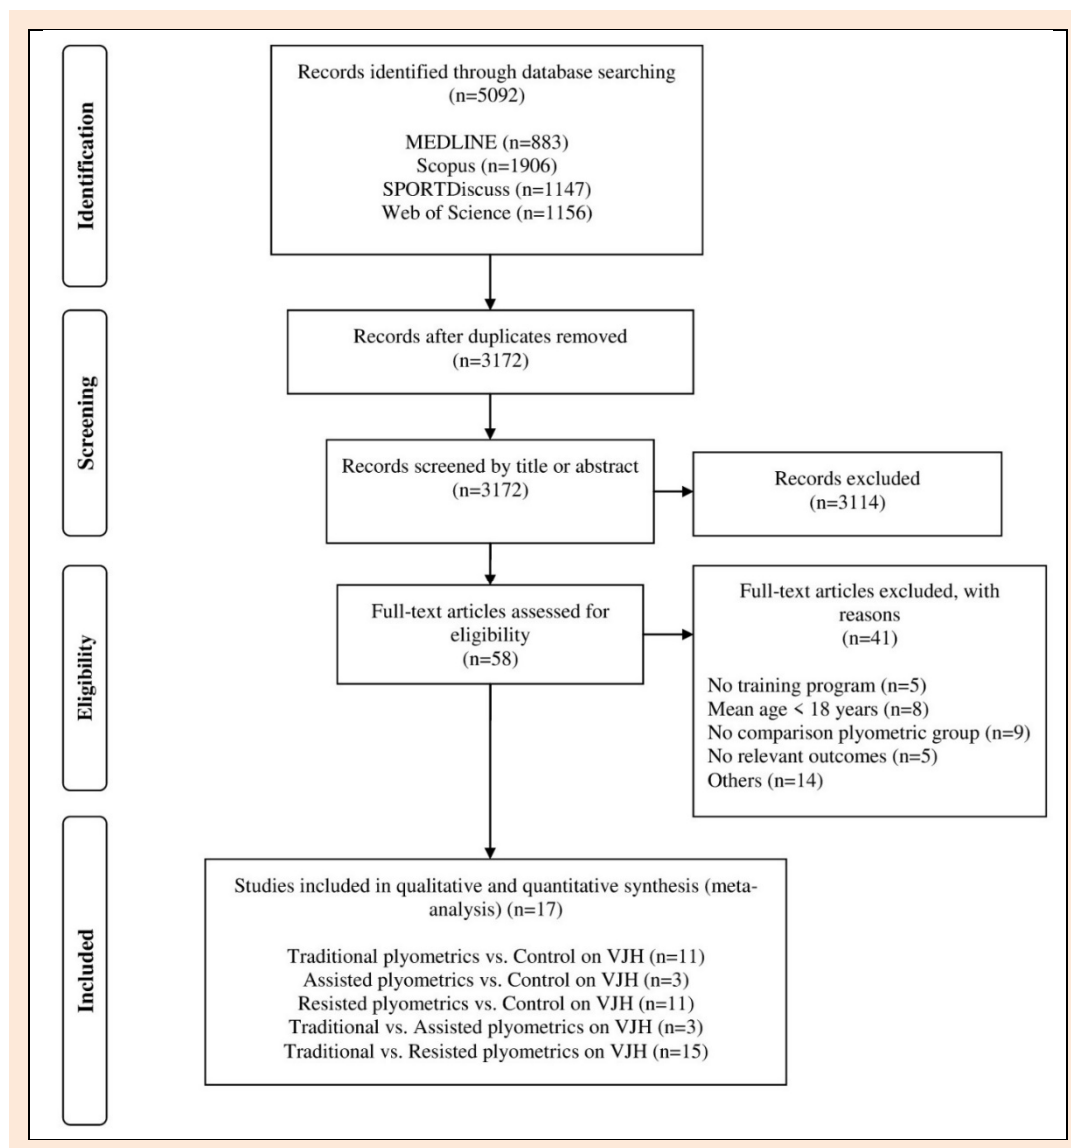 Identification
Records identified through database searching
(n=5092)
MEDLINE (n=883)
Scopus (n=1906)
SPORTDiscuss (n=1147)
Web of Science (n=1156)
Screening
Records after duplicates removed
(n=3172)
Records screened by title or abstract
(n=3172)
Records excluded
(n=3114)
Eligibility
Full-text articles assessed for
eligibility
(n=58)
Full-text articles excluded, with
reasons
(n=41)
No training program (n=5)
Mean age < 18 years (n=8)
No comparison plyometric group (n=9)
No relevant outcomes (n=5)
Others (n=14)
Included
Studies included in qualitative and quantitative synthesis (meta-
analysis) (n=17)
Traditional plyometrics vs. Control on VJH (n=11)
Assisted plyometrics vs. Control on VJH (n=3)
Resisted plyometrics vs. Control on VJH (n=11)
Traditional vs. Assisted plyometrics on VJH (n=3)
Traditional vs. Resisted plyometrics on VJH (n=15)